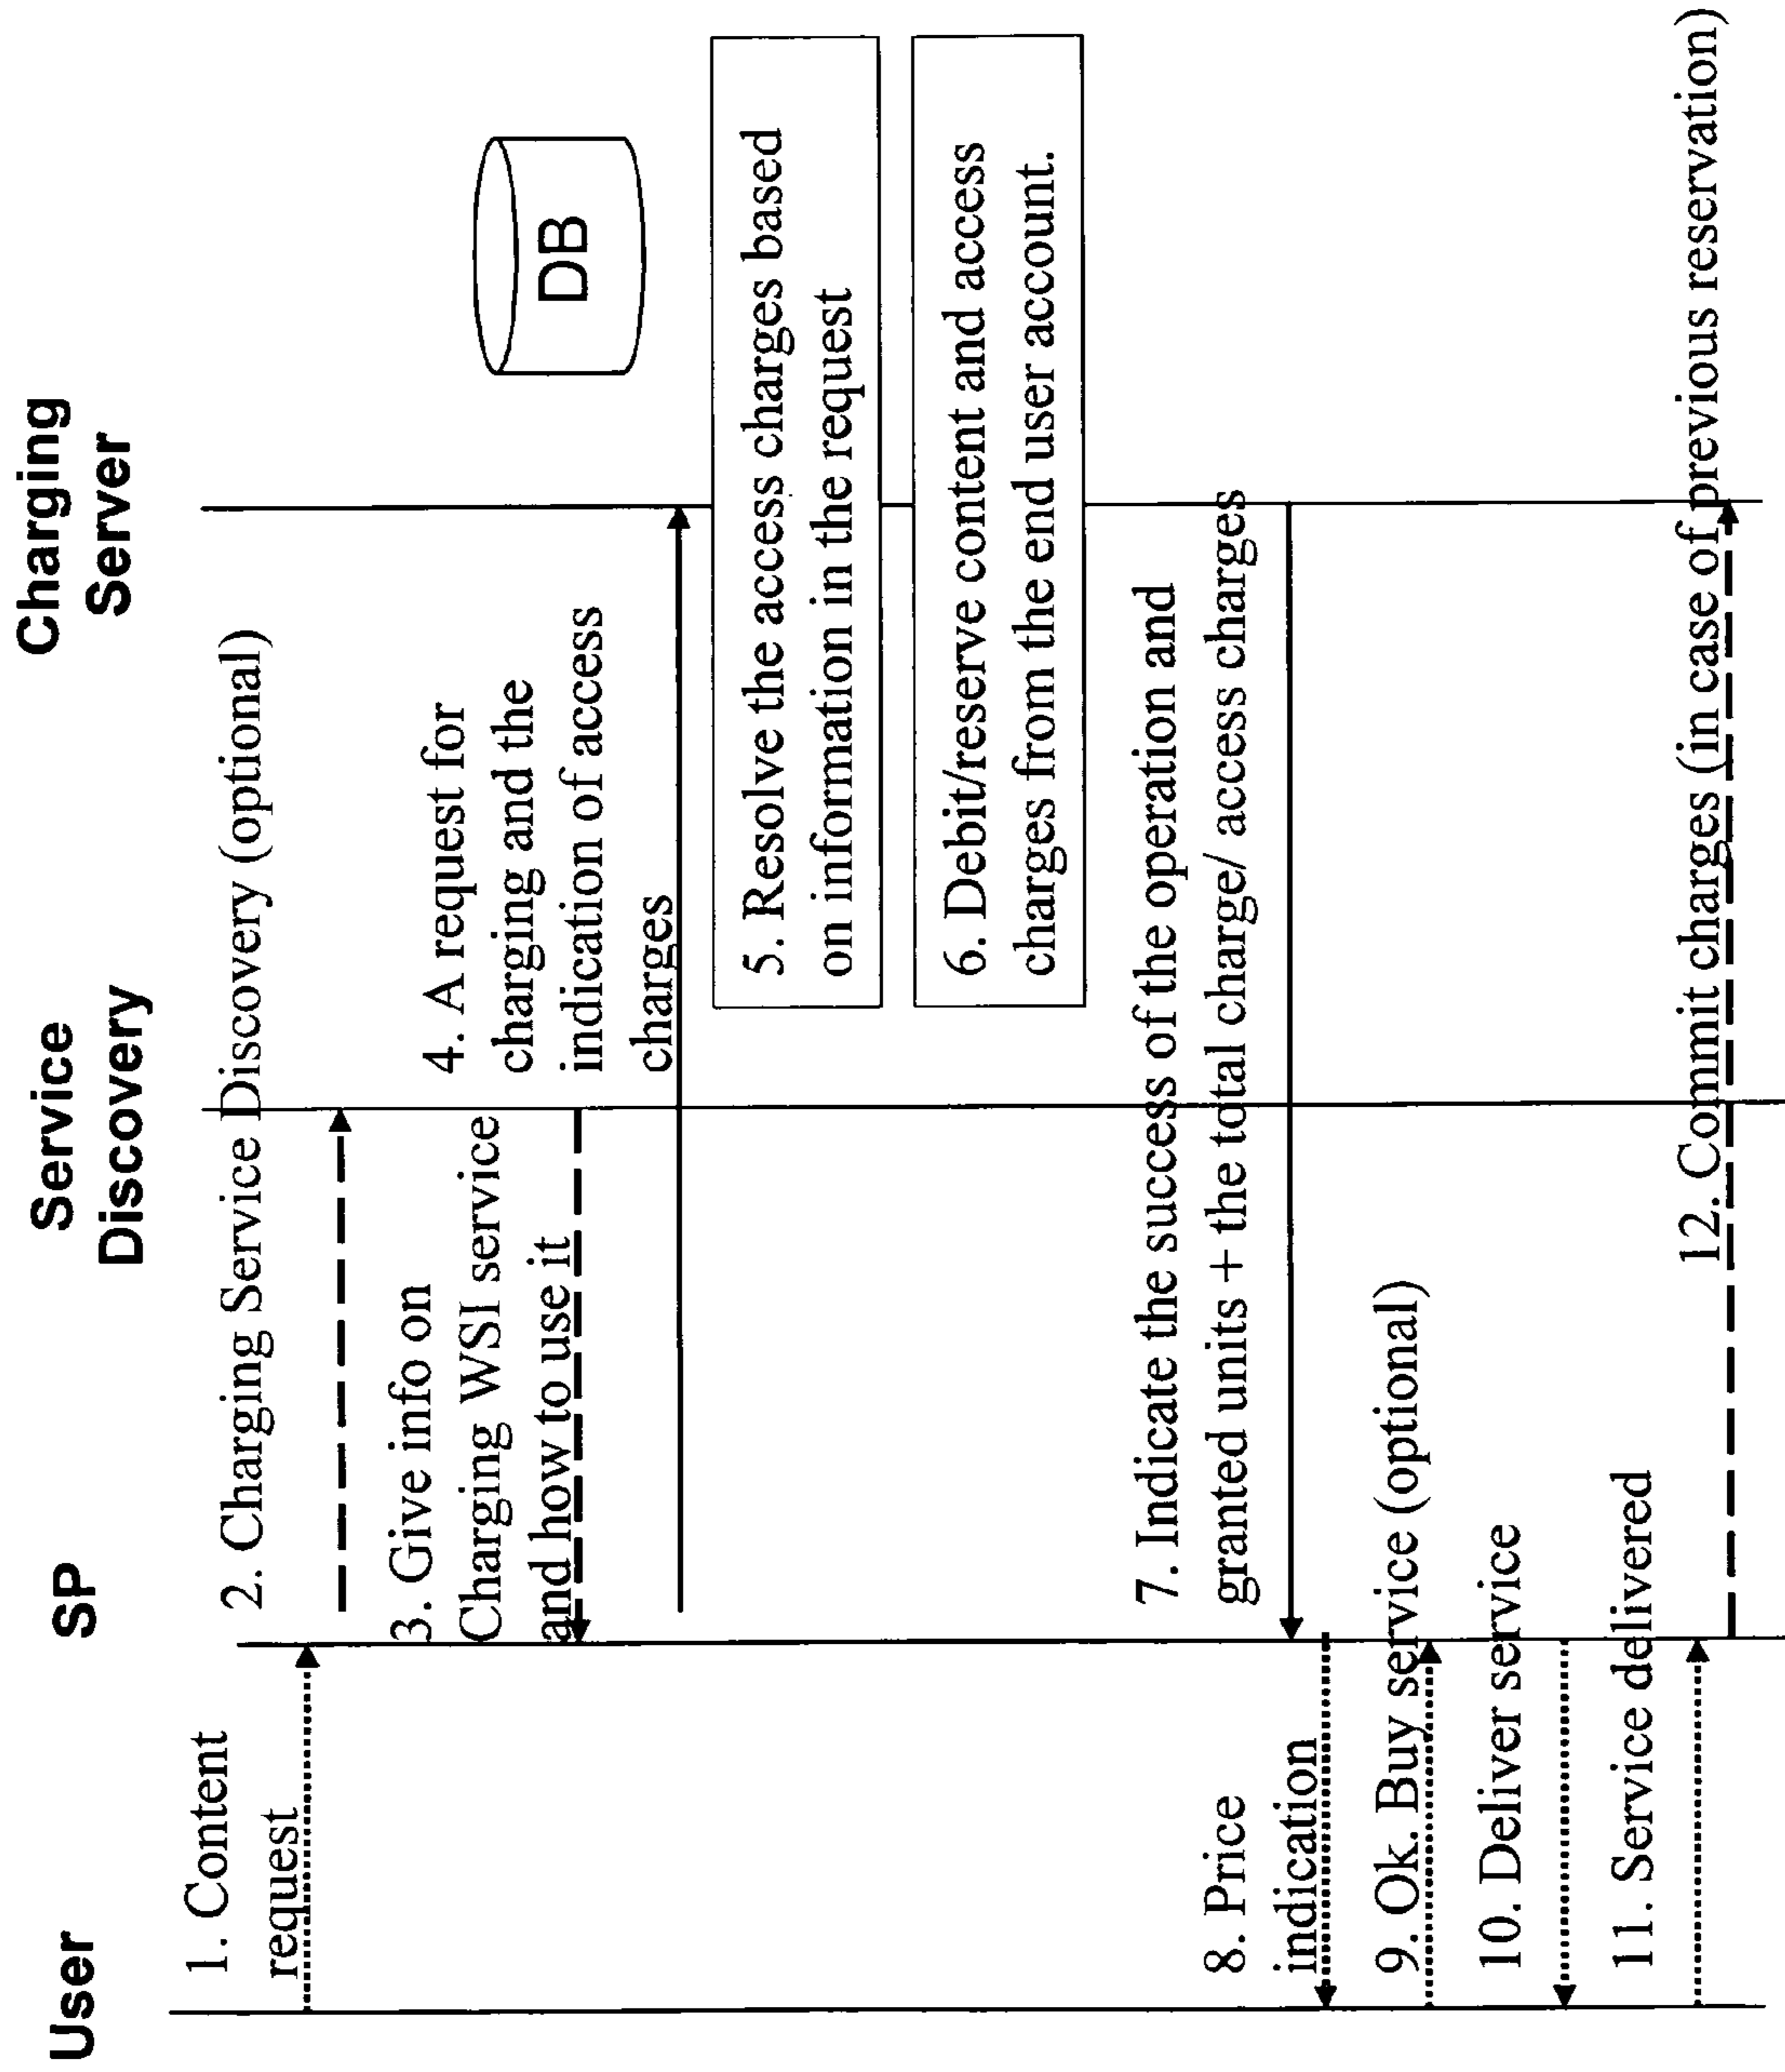 User
SP
Service
Discovery
Charging
Server
1. Content
request
2. Charging Service Discovery (optional)
3. Give info on
Charging WSI service
and how to use it
4. A request for
charging and the
indication of access
charges
DB
5. Resolve the access charges based
on information in the request
6. Debit/reserve content and access
charges from the end user account.
7. Indicate the success of the operation and
granted units + the total charge/ access charges
8. Price
indication
9. Ok. Buy service (optional)
10. Deliver service
11. Service delivered
12. Commit charges (in case of previous reservation)